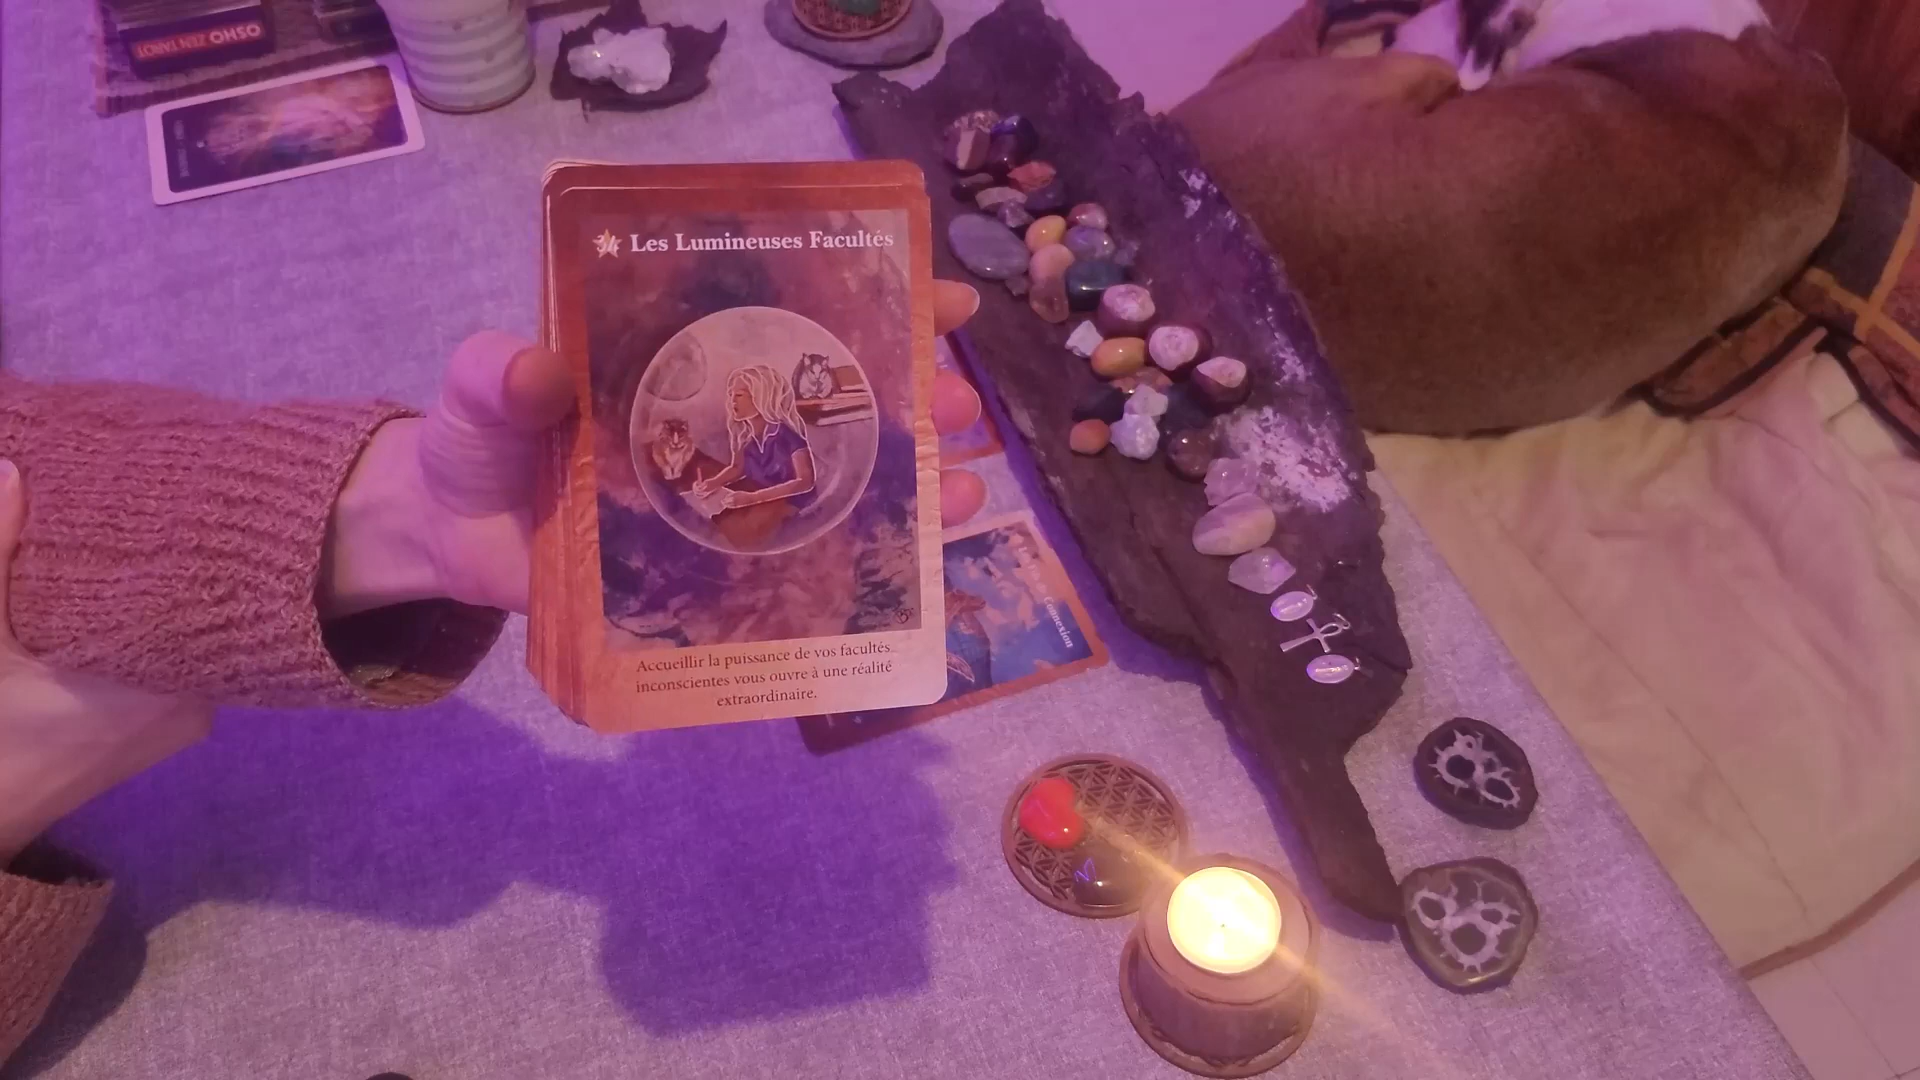 OSHO
ZEN TAROT
34 Les Lumineuses Facultés
Accueillir la puissance de vos facultés
inconscientes vous ouvre à une réalité
extraordinaire.
Connexion